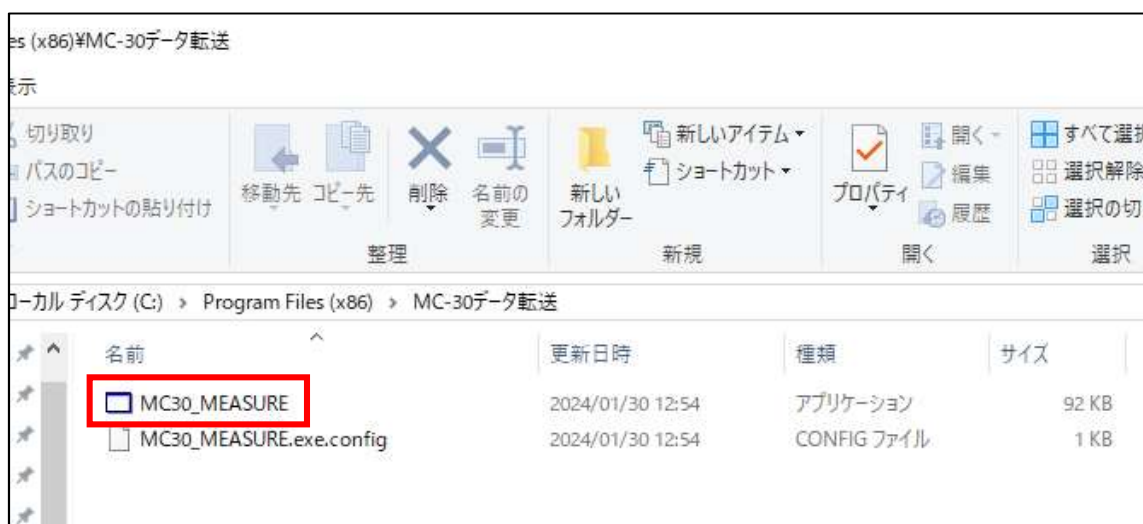 es (x86)¥MC-30データ転送
表示
切り取り
パスのコピー
ショートカットの貼り付け
移動先 コピー先
削除
名前の
変更
整理
新しい
フォルダー
新しいアイテム
ショートカット
新規
プロパティ
開く
編集
履歴
開く
すべて選択
選択解除
選択の切
選択
ローカル ディスク (C:) › Program Files (x86) › MC-30データ転送
名前 更新日時 種類 サイズ
MC30_MEASURE 2024/01/30 12:54 アプリケーション 92 KB
MC30_MEASURE.exe.config 2024/01/30 12:54 CONFIG ファイル 1 KB